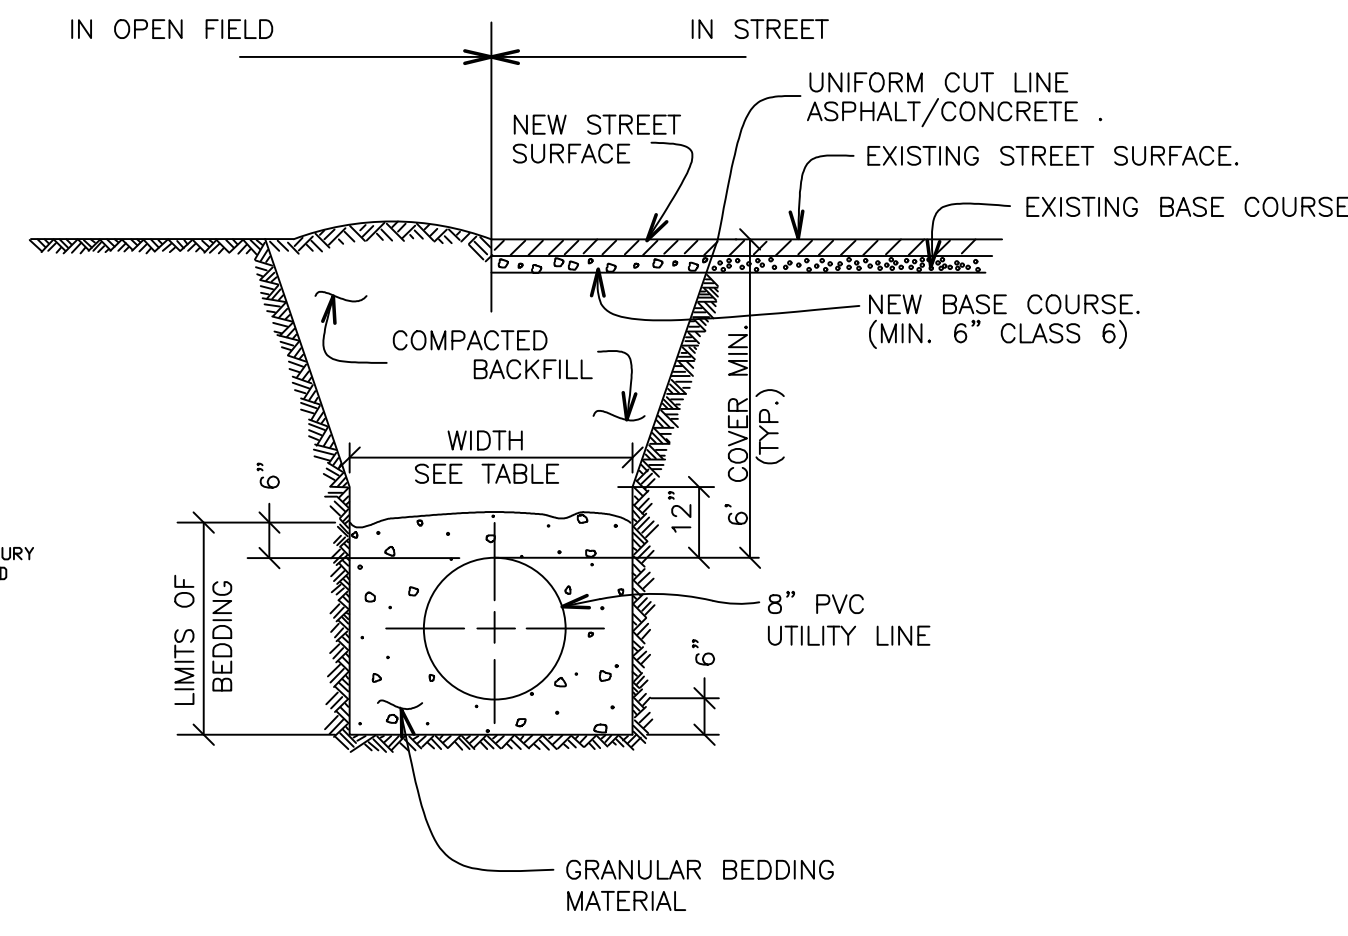 IN OPEN FIELD
IN STREET
UNIFORM CUT LINE
ASPHALT/CONCRETE .
NEW STREET
SURFACE
EXISTING STREET SURFACE.
EXISTING BASE COURSE
NEW BASE COURSE.
(MIN. 6" CLASS 6)
COMPACTED
BACKFILL
6' COVER MIN.
(TYP.)
WIDTH
SEE TABLE
6"
12"
URY
D
LIMITS OF
BEDDING
8" PVC
UTILITY LINE
6"
GRANULAR BEDDING
MATERIAL